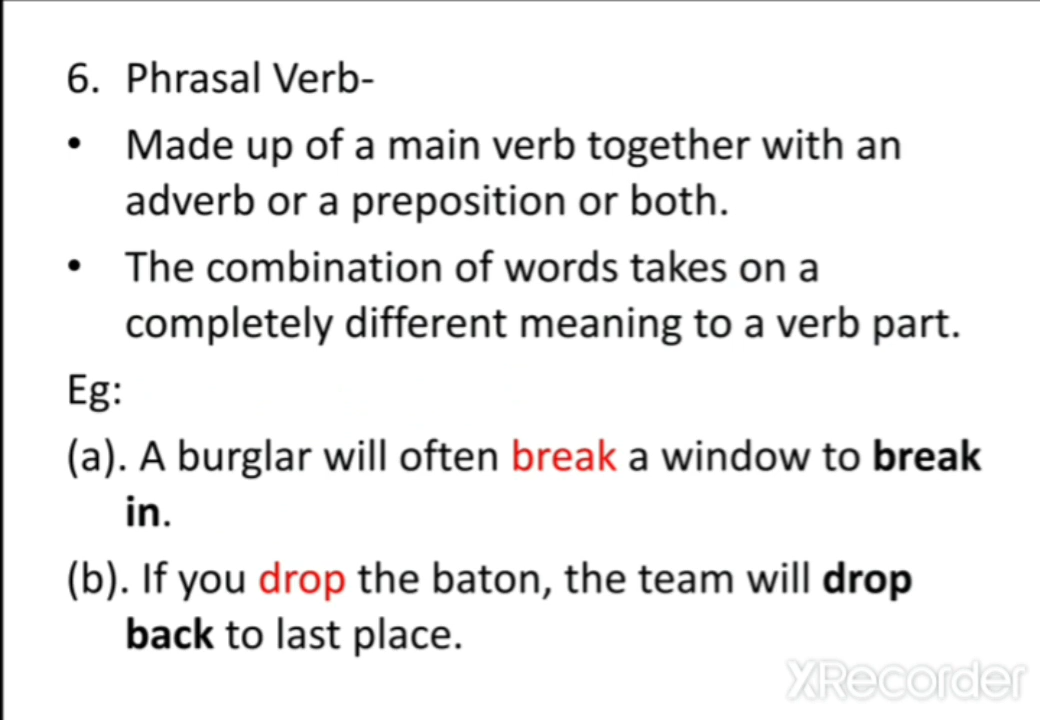 6. Phrasal Verb-
• Made up of a main verb together with an
adverb or a preposition or both.
• The combination of words takes on a
completely different meaning to a verb part.
Eg:
(a). A burglar will often break a window to break
in.
(b). If you drop the baton, the team will drop
back to last place.
XRecorder